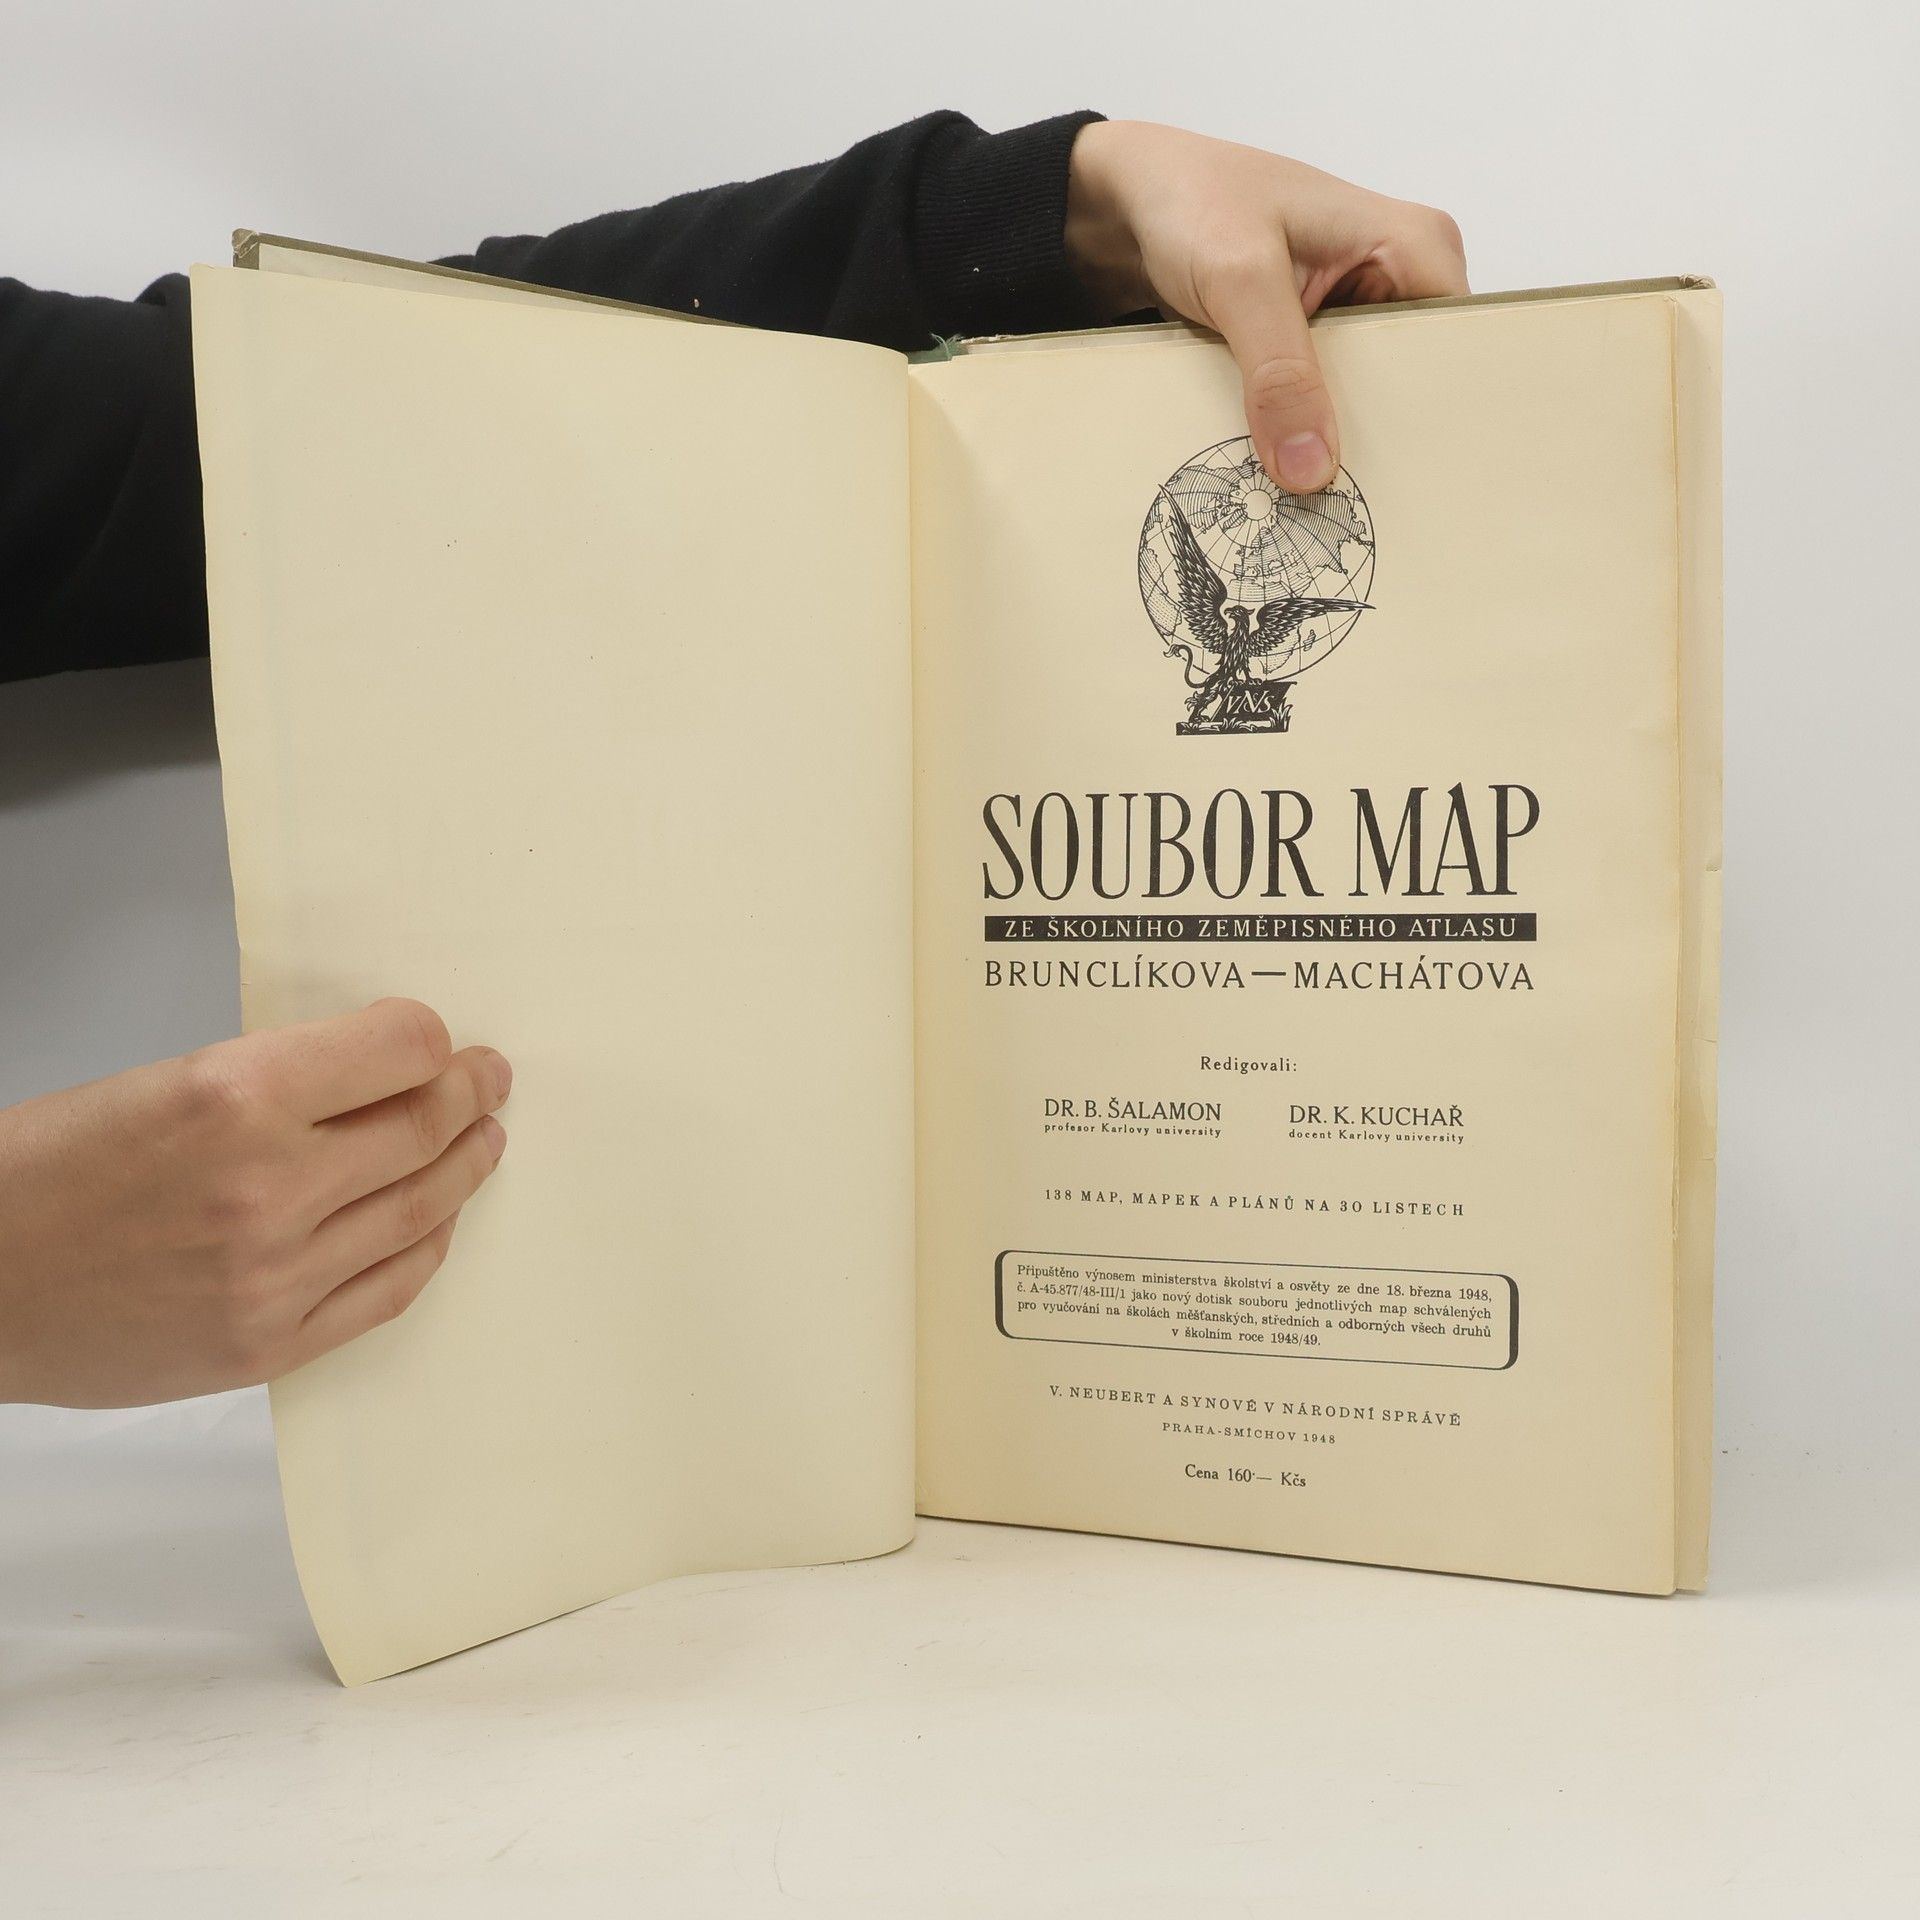 VNS
SOUBOR MAP
ZE ŠKOLNÍHO ZEMĚPISNÉHO ATLASU
BRUNCLÍKOVA—MACHÁTOVA
Redigovali:
DR. B. ŠALAMON DR. K. KUCHAŘ
profesor Karlovy university docent Karlovy university
138 MAP, MAPEK A PLÁNŮ NA 30 LISTECH
Připuštěno výnosem ministerstva školství a osvěty ze dne 18. března 1948,
č. A-45.877/48-III/1 jako nový dotisk souboru jednotlivých map schválených
pro vyučování na školách měšťanských, středních a odborných všech druhů
v školním roce 1948/49.
V. NEUBERT A SYNOVÉ V NÁRODNÍ SPRÁVĚ
PRAHA-SMÍCHOV 1948
Cena 160·— Kčs